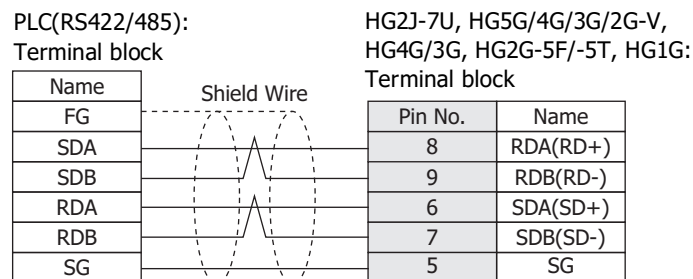 PLC(RS422/485):
Terminal block
HG2J-7U, HG5G/4G/3G/2G-V,
HG4G/3G, HG2G-5F/-5T, HG1G:
Terminal block
Shield Wire
Name
FG
SDA
SDB
RDA
RDB
SG
Pin No. Name
8 RDA(RD+)
9 RDB(RD-)
6 SDA(SD+)
7 SDB(SD-)
5 SG